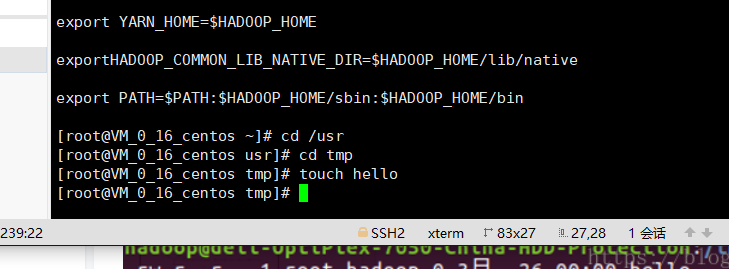 export YARN_HOME=$HADOOP_HOME
exportHADOOP_COMMON_LIB_NATIVE_DIR=$HADOOP_HOME/lib/native
export PATH=$PATH:$HADOOP_HOME/sbin:$HADOOP_HOME/bin
[root@VM_0_16_centos ~]# cd /usr
[root@VM_0_16_centos usr]# cd tmp
[root@VM_0_16_centos tmp]# touch hello
[root@VM_0_16_centos tmp]#
239:22 SSH2 xterm 83x27 27,28 1 会话
hadoop@dell-OptiPlex-7050-China-HDD-Protection:/
https://blog